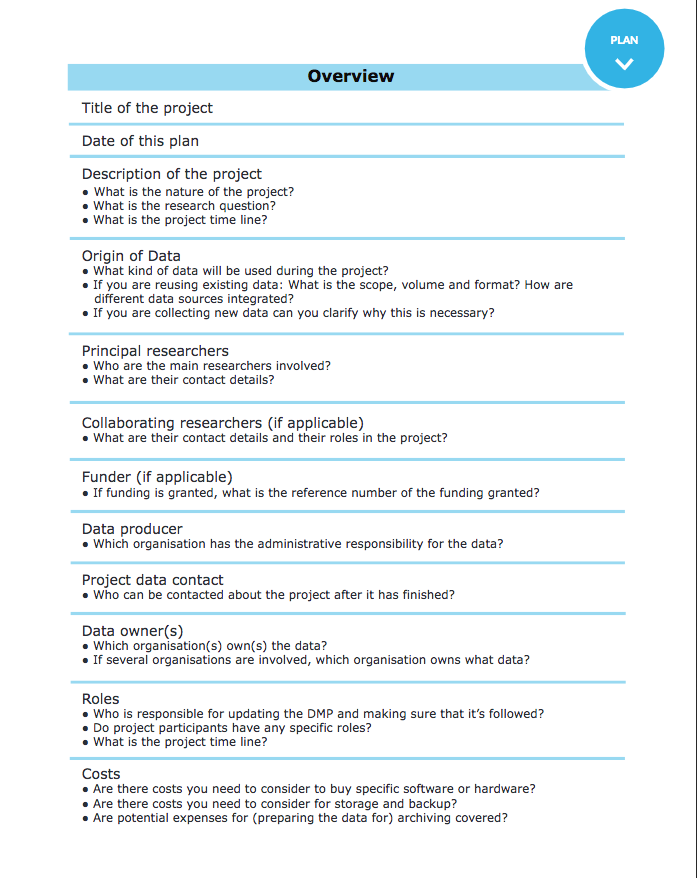 PLAN
Overview
Title of the project
Date of this plan
Description of the project
• What is the nature of the project?
• What is the research question?
• What is the project time line?
Origin of Data
• What kind of data will be used during the project?
• If you are reusing existing data: What is the scope, volume and format? How are
different data sources integrated?
• If you are collecting new data can you clarify why this is necessary?
Principal researchers
• Who are the main researchers involved?
• What are their contact details?
Collaborating researchers (if applicable)
• What are their contact details and their roles in the project?
Funder (if applicable)
• If funding is granted, what is the reference number of the funding granted?
Data producer
• Which organisation has the administrative responsibility for the data?
Project data contact
• Who can be contacted about the project after it has finished?
Data owner(s)
• Which organisation(s) own(s) the data?
• If several organisations are involved, which organisation owns what data?
Roles
• Who is responsible for updating the DMP and making sure that it’s followed?
• Do project participants have any specific roles?
• What is the project time line?
Costs
• Are there costs you need to consider to buy specific software or hardware?
• Are there costs you need to consider for storage and backup?
• Are potential expenses for (preparing the data for) archiving covered?